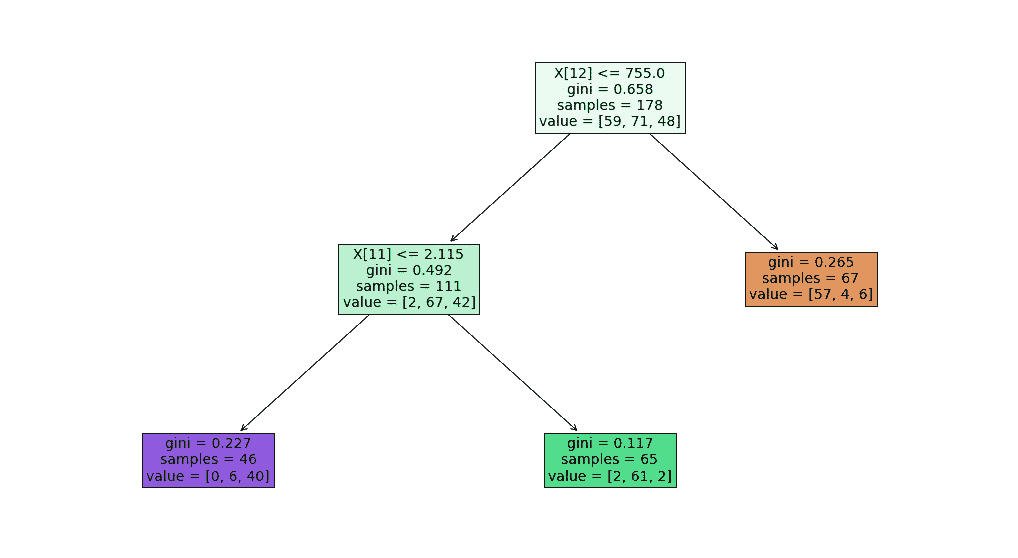 X[12] <= 755.0
gini = 0.658
samples = 178
value = [59, 71, 48]
X[11] <= 2.115
gini = 0.492
samples = 111
value = [2, 67, 42]
gini = 0.265
samples = 67
value = [57, 4, 6]
gini = 0.227
samples = 46
value = [0, 6, 40]
gini = 0.117
samples = 65
value = [2, 61, 2]